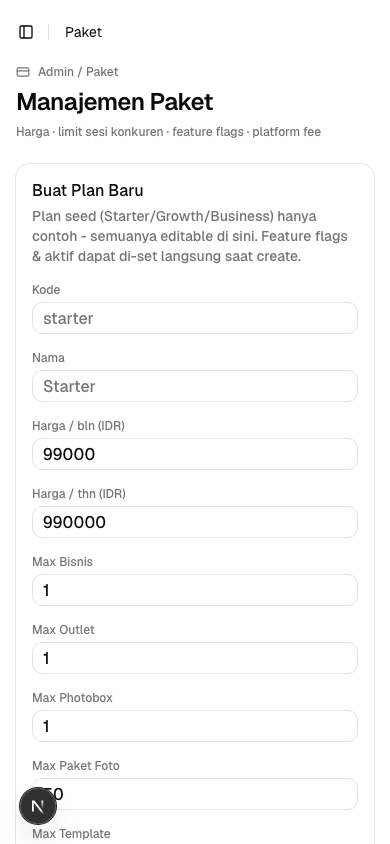 Paket
Admin / Paket
Manajemen Paket
Harga · limit sesi konkuren · feature flags · platform fee
Buat Plan Baru
Plan seed (Starter/Growth/Business) hanya
contoh - semuanya editable di sini. Feature flags
& aktif dapat di-set langsung saat create.
Kode
starter
Nama
Starter
Harga / bln (IDR)
99000
Harga / thn (IDR)
990000
Max Bisnis
1
Max Outlet
1
Max Photobox
1
Max Paket Foto
N
Max Template